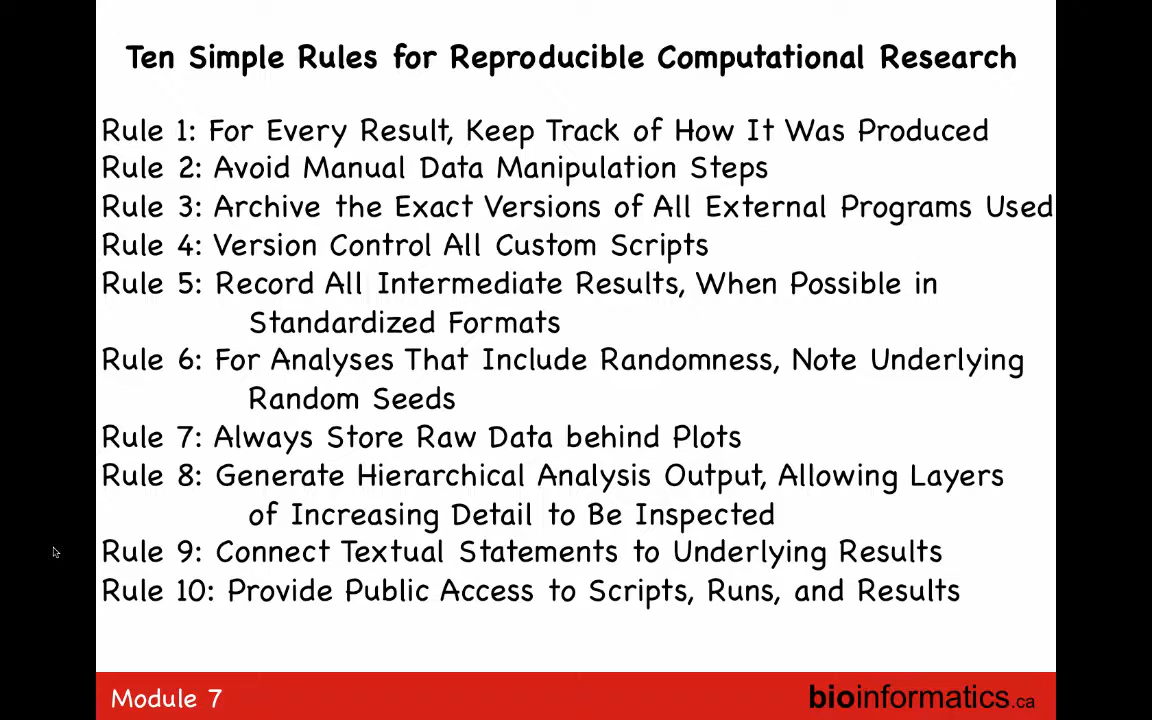 Ten Simple Rules for Reproducible Computational Research
Rule 1: For Every Result, Keep Track of How It Was Produced
Rule 2: Avoid Manual Data Manipulation Steps
Rule 3: Archive the Exact Versions of All External Programs Used
Rule 4: Version Control All Custom Scripts
Rule 5: Record All Intermediate Results, When Possible in
Standardized Formats
Rule 6: For Analyses That Include Randomness, Note Underlying
Random Seeds
Rule 7: Always Store Raw Data behind Plots
Rule 8: Generate Hierarchical Analysis Output, Allowing Layers
of Increasing Detail to Be Inspected
Rule 9: Connect Textual Statements to Underlying Results
Rule 10: Provide Public Access to Scripts, Runs, and Results
Module 7
bioinformatics.ca